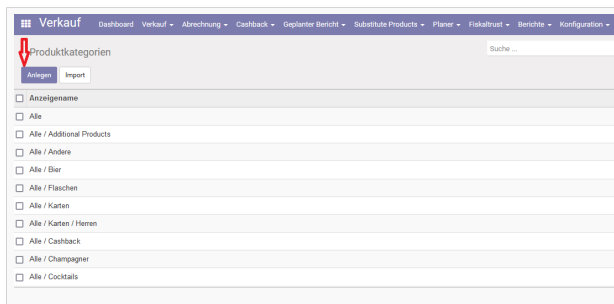 Verkauf Dashboard Verkauf Abrechnung Cashback Geplanter Bericht Substitute Products Planer Fiskaltrust Berichte Konfiguration
Produktkategorien Suche ...
Anlegen Import
Anzeigename
Alle
Alle / Additional Products
Alle / Andere
Alle / Bier
Alle / Flaschen
Alle / Karten
Alle / Karten / Herren
Alle / Cashback
Alle / Champagner
Alle / Cocktails